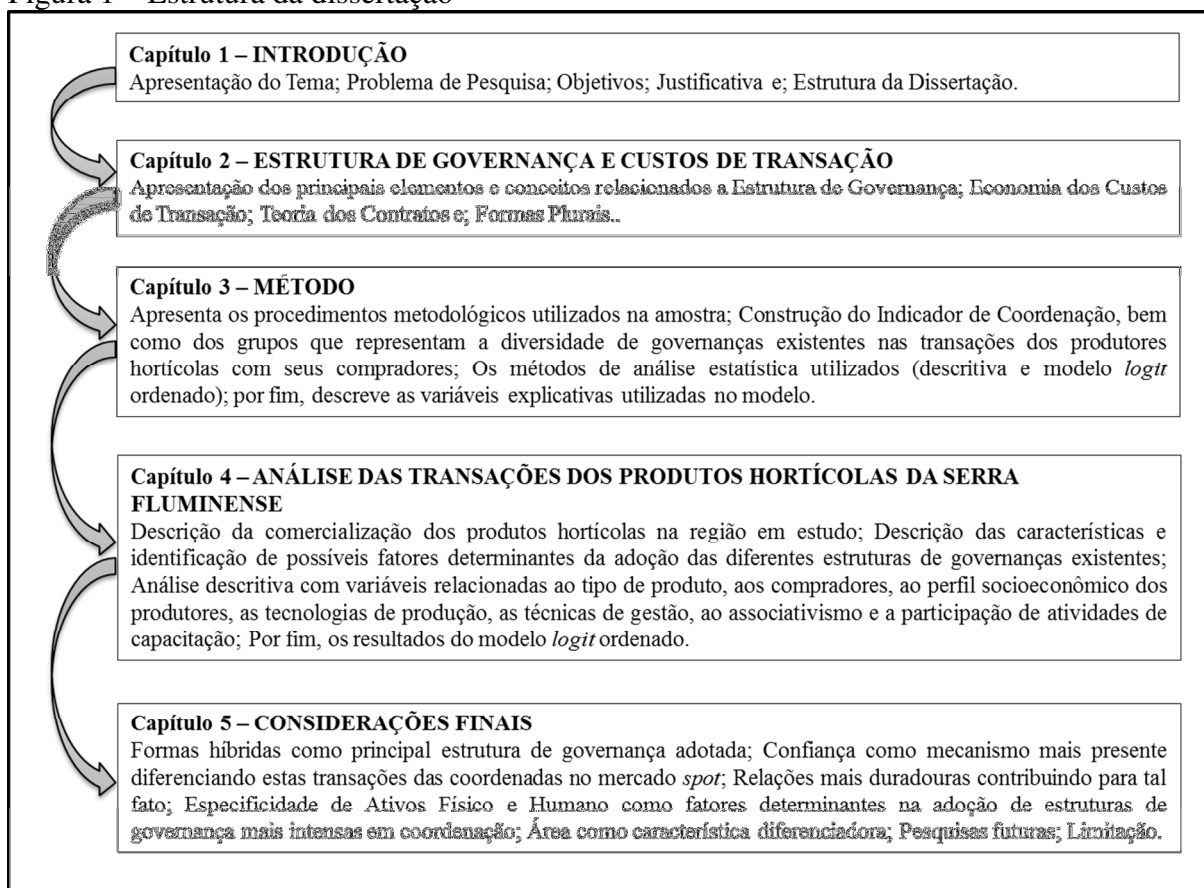 Figura 1 – Estrutura da dissertação
Capítulo 1 – INTRODUÇÃO
Apresentação do Tema; Problema de Pesquisa; Objetivos; Justificativa e; Estrutura da Dissertação.
Capítulo 2 – ESTRUTURA DE GOVERNANÇA E CUSTOS DE TRANSAÇÃO
Apresentação dos principais elementos e conceitos relacionados a Estrutura de Governança; Economia dos Custos
de Transação; Teoria dos Contratos e; Formas Plurais..
Capítulo 3 – MÉTODO
Apresenta os procedimentos metodológicos utilizados na amostra; Construção do Indicador de Coordenação, bem
como dos grupos que representam a diversidade de governanças existentes nas transações dos produtores
hortícolas com seus compradores; Os métodos de análise estatística utilizados (descritiva e modelo logit
ordenado); por fim, descreve as variáveis explicativas utilizadas no modelo.
Capítulo 4 – ANÁLISE DAS TRANSAÇÕES DOS PRODUTOS HORTÍCOLAS DA SERRA
FLUMINENSE
Descrição da comercialização dos produtos hortícolas na região em estudo; Descrição das características e
identificação de possíveis fatores determinantes da adoção das diferentes estruturas de governanças existentes;
Análise descritiva com variáveis relacionadas ao tipo de produto, aos compradores, ao perfil socioeconômico dos
produtores, as tecnologias de produção, as técnicas de gestão, ao associativismo e a participação de atividades de
capacitação; Por fim, os resultados do modelo logit ordenado.
Capítulo 5 – CONSIDERAÇÕES FINAIS
Formas híbridas como principal estrutura de governança adotada; Confiança como mecanismo mais presente
diferenciando estas transações das coordenadas no mercado spot; Relações mais duradouras contribuindo para tal
fato; Especificidade de Ativos Físico e Humano como fatores determinantes na adoção de estruturas de
governança mais intensas em coordenação; Área como característica diferenciadora; Pesquisas futuras; Limitação.